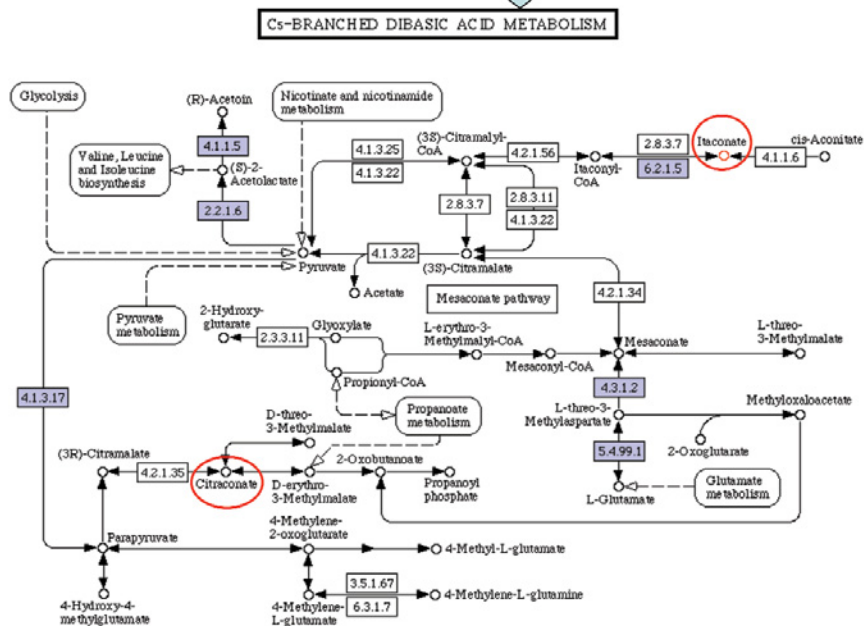 C5-BRANCHED DIBASIC ACID METABOLISM
Glycolysis
(R)-Acetoin
Nicotinate and nicotinamide
metabolism
4.1.1.5
Valine, Leucine
and Isoleucine
biosynthesis
(S)-2-
Acetolactate
2.2.1.6
4.1.3.25
4.1.3.22
(3S)-Citramalyl-
CoA
4.2.1.56
Itaconyl-
CoA
2.8.3.7
6.2.1.5
Itaconate
4.1.1.6
cis-Aconitate
2.8.3.7
2.8.3.11
4.1.3.22
Pyruvate
4.1.3.22
(3S)-Citramalate
Acetate
Pyruvate
metabolism
Mesaconate pathway
4.2.1.34
2-Hydroxy-
glutarate
2.3.3.11
Glyoxylate
Propionyl-CoA
L-erythro-3-
Methylmalyl-CoA
Mesaconyl-CoA
Mesaconate
L-threo-
3-Methylmalate
4.1.3.17
4.3.1.2
D-threo-
3-Methylmalate
Propanoate
metabolism
L-threo-3-
Methylaspartate
Methyloxaloacetate
5.4.99.1
2-Oxoglutarate
(3R)-Citramalate
4.2.1.35
Citraconate
D-erythro-
3-Methylmalate
2-Oxobutanoate
Propanoyl
phosphate
L-Glutamate
Glutamate
metabolism
Parapyruvate
4-Methylene-
2-oxoglutarate
4-Methyl-L-glutamate
4-Hydroxy-4-
methylglutamate
4-Methylene-
L-glutamate
3.5.1.67
6.3.1.7
4-Methylene-L-glutamine